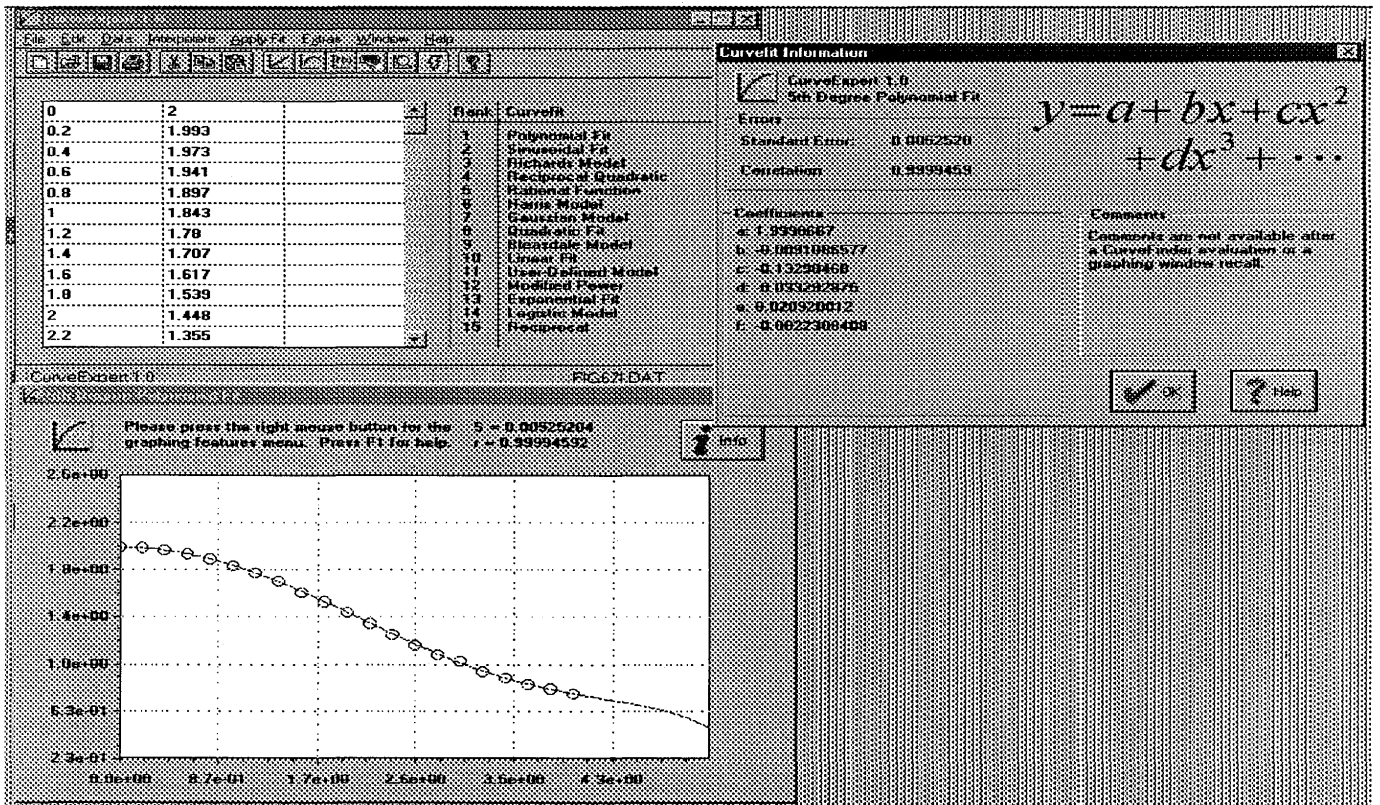 File Edit Data Interpolate Apply Fit Extras Window Help
0 2
0.2 1.993
0.4 1.973
0.6 1.941
0.8 1.897
1 1.843
1.2 1.78
1.4 1.707
1.6 1.617
1.8 1.539
2 1.448
2.2 1.355
Rank Curvefit
1 Polynomial Fit
2 Sinusoidal Fit
3 Richards Model
4 Reciprocal Quadratic
5 Rational Function
6 Harris Model
7 Gaussian Model
8 Quadratic Fit
9 Bleasdale Model
10 Linear Fit
11 User-Defined Model
12 Modified Power
13 Exponential Fit
14 Logistic Model
15 Reciprocal
CurveExpert 1.0
Curvefit Information
CurveExpert 1.0
5th Degree Polynomial Fit
y=a+bx+cx²
+dx³+⋯
Errors
Standard Error: 0.0052520
Correlation: 0.9999459
Coefficients
a: 1.9990667
b: -0.0091086577
c: -0.13290468
d:
e: 0.020920012
f: -0.0022308408
Comments
Comments are not available after
a CurveFinder evaluation or a
graphing window recall.
OK
Help
Please press the right mouse button for the
graphing features menu. Press F1 for help.
S = 0.00525204
r = 0.99994592
Info
2.6e+00
2.2e+00
1.8e+00
1.4e+00
1.0e+00
6.3e-01
2.3e-01
0.0e+00 8.7e-01 1.7e+00 2.6e+00 3.5e+00 4.3e+00